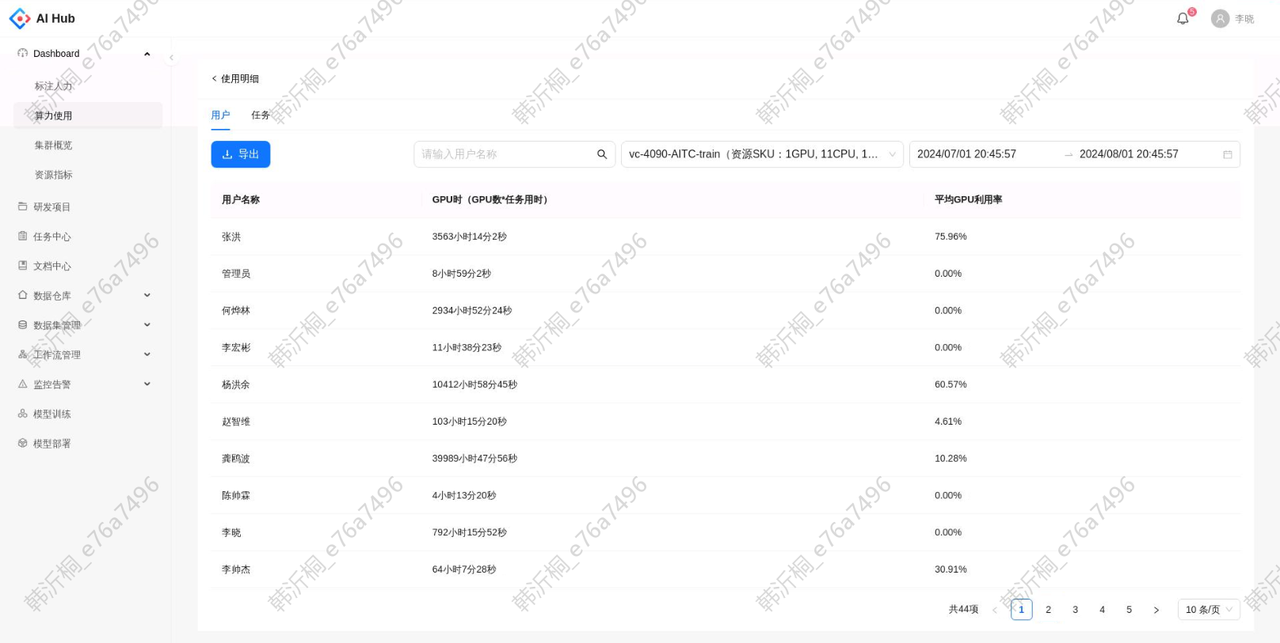 AI Hub
5
李晓
Dashboard
标注人力
算力使用
集群概览
资源指标
研发项目
任务中心
文档中心
数据仓库
数据集管理
工作流管理
监控告警
模型训练
模型部署
使用明细
用户 任务
导出
请输入用户名称
vc-4090-AITC-train（资源SKU：1GPU, 11CPU, 1...
2024/07/01 20:45:57 → 2024/08/01 20:45:57
用户名称 GPU时（GPU数*任务用时） 平均GPU利用率
张洪 3563小时14分2秒 75.96%
管理员 8小时59分2秒 0.00%
何烨林 2934小时52分24秒 0.00%
李宏彬 11小时38分23秒 0.00%
杨洪余 10412小时58分45秒 60.57%
赵智维 103小时15分20秒 4.61%
龚鸥波 39989小时47分56秒 10.28%
陈帅霖 4小时13分20秒 0.00%
李晓 792小时15分52秒 0.00%
李帅杰 64小时7分28秒 30.91%
共44项 1 2 3 4 5 10 条/页
韩沂桐_e76a7496